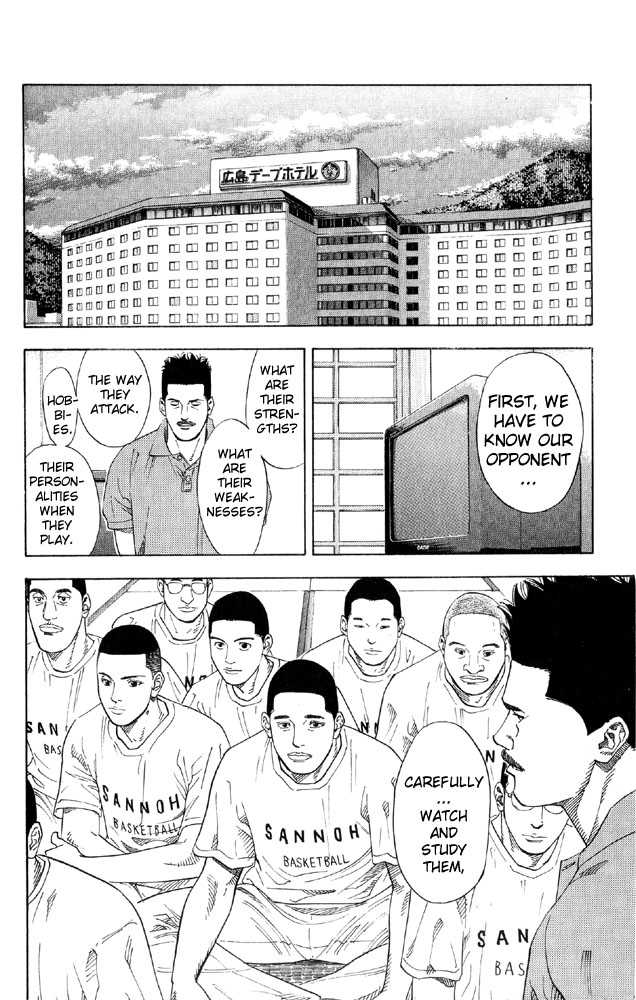 広島デープホテル
FIRST, WE
HAVE TO
KNOW OUR
OPPONENT
...
WHAT
ARE
THEIR
STREN-
GTHS?
WHAT
ARE
THEIR
WEAK-
NESSES?
THE WAY
THEY
ATTACK.
HOB-
BI-
ES.
THEIR
PERSON-
ALITIES
WHEN
THEY
PLAY.
SANNOH
BASKETBALL
SANNOH
BASKETBALL
SANNOH
BASKETBALL
CAREFULLY
...
WATCH
AND
STUDY
THEM,
SAN
BAS